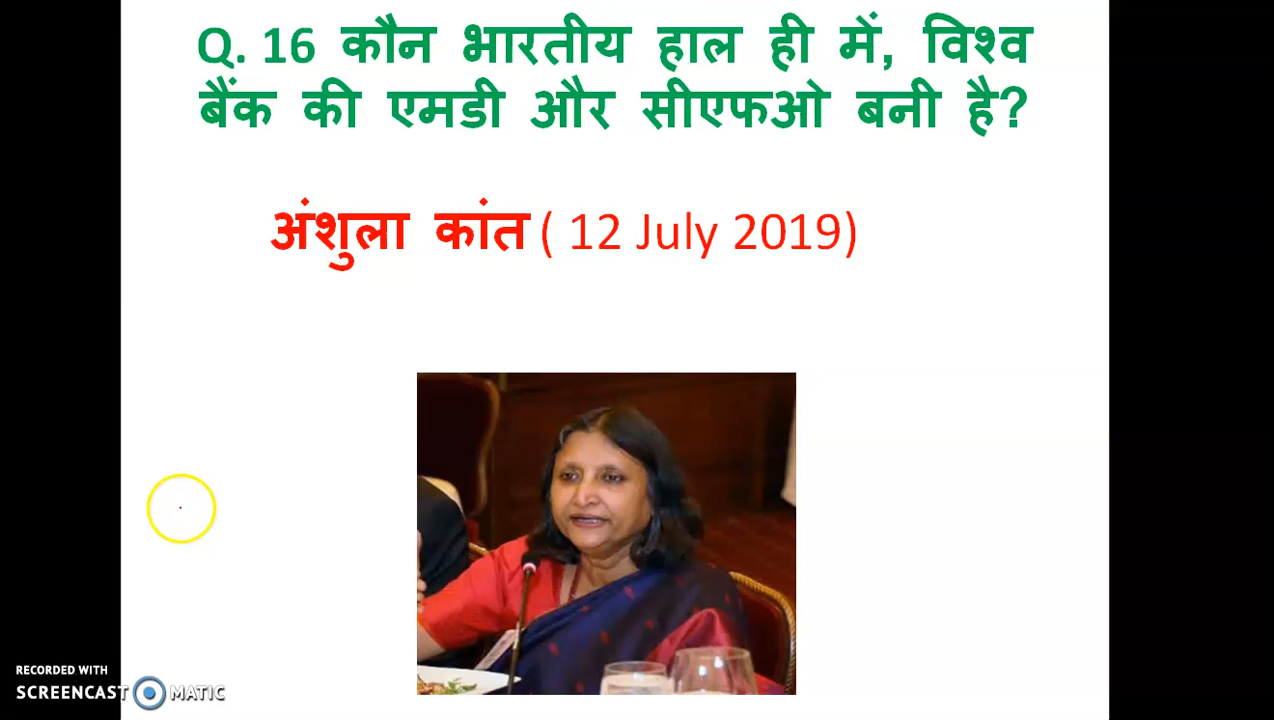 Q. 16 कौन भारतीय हाल ही में, विश्व
बैंक की एमडी और सीएफओ बनी है?
अंशुला कांत ( 12 July 2019)
RECORDED WITH
SCREENCAST MATIC